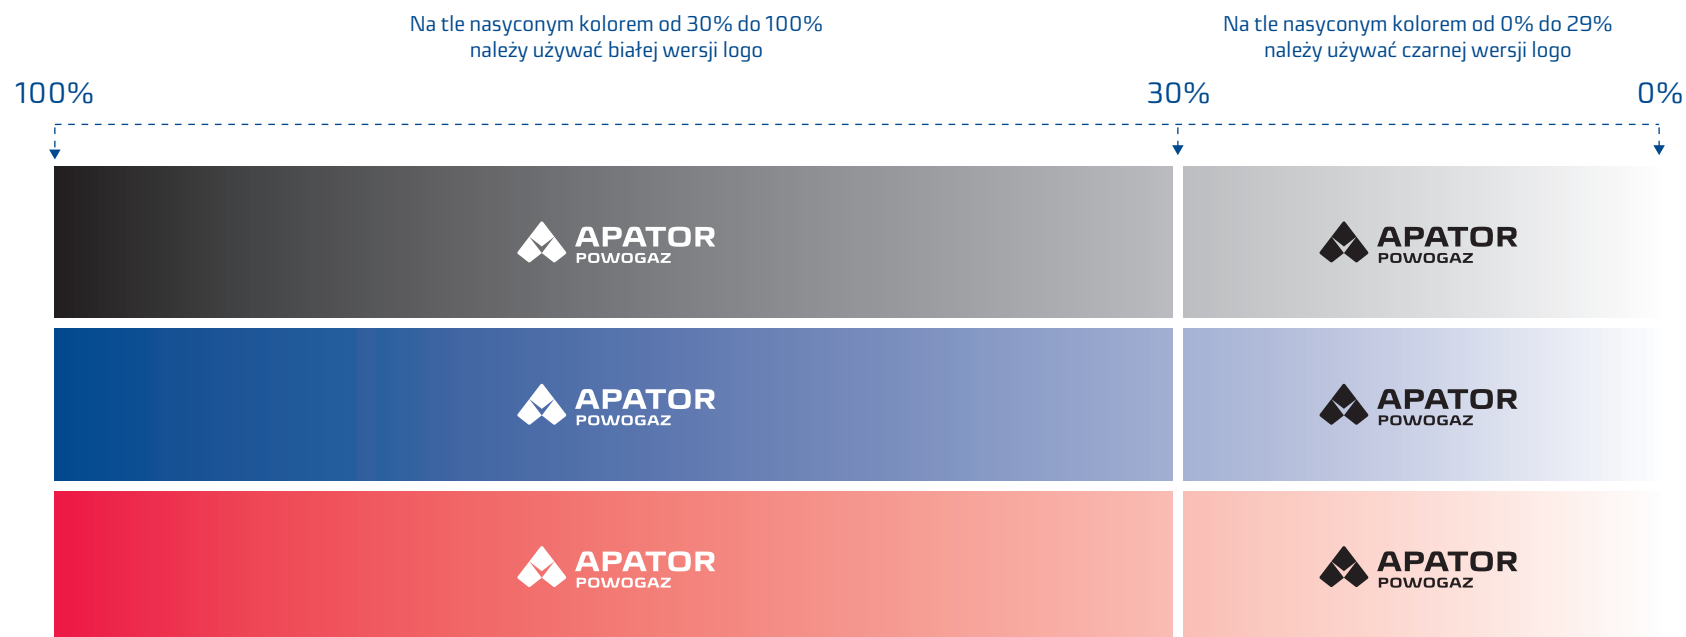 Na tle nasyconym kolorem od 30% do 100%
należy używać białej wersji logo
Na tle nasyconym kolorem od 0% do 29%
należy używać czarnej wersji logo
100%
30%
0%
APATOR
POWOGAZ
APATOR
POWOGAZ
APATOR
POWOGAZ
APATOR
POWOGAZ
APATOR
POWOGAZ
APATOR
POWOGAZ